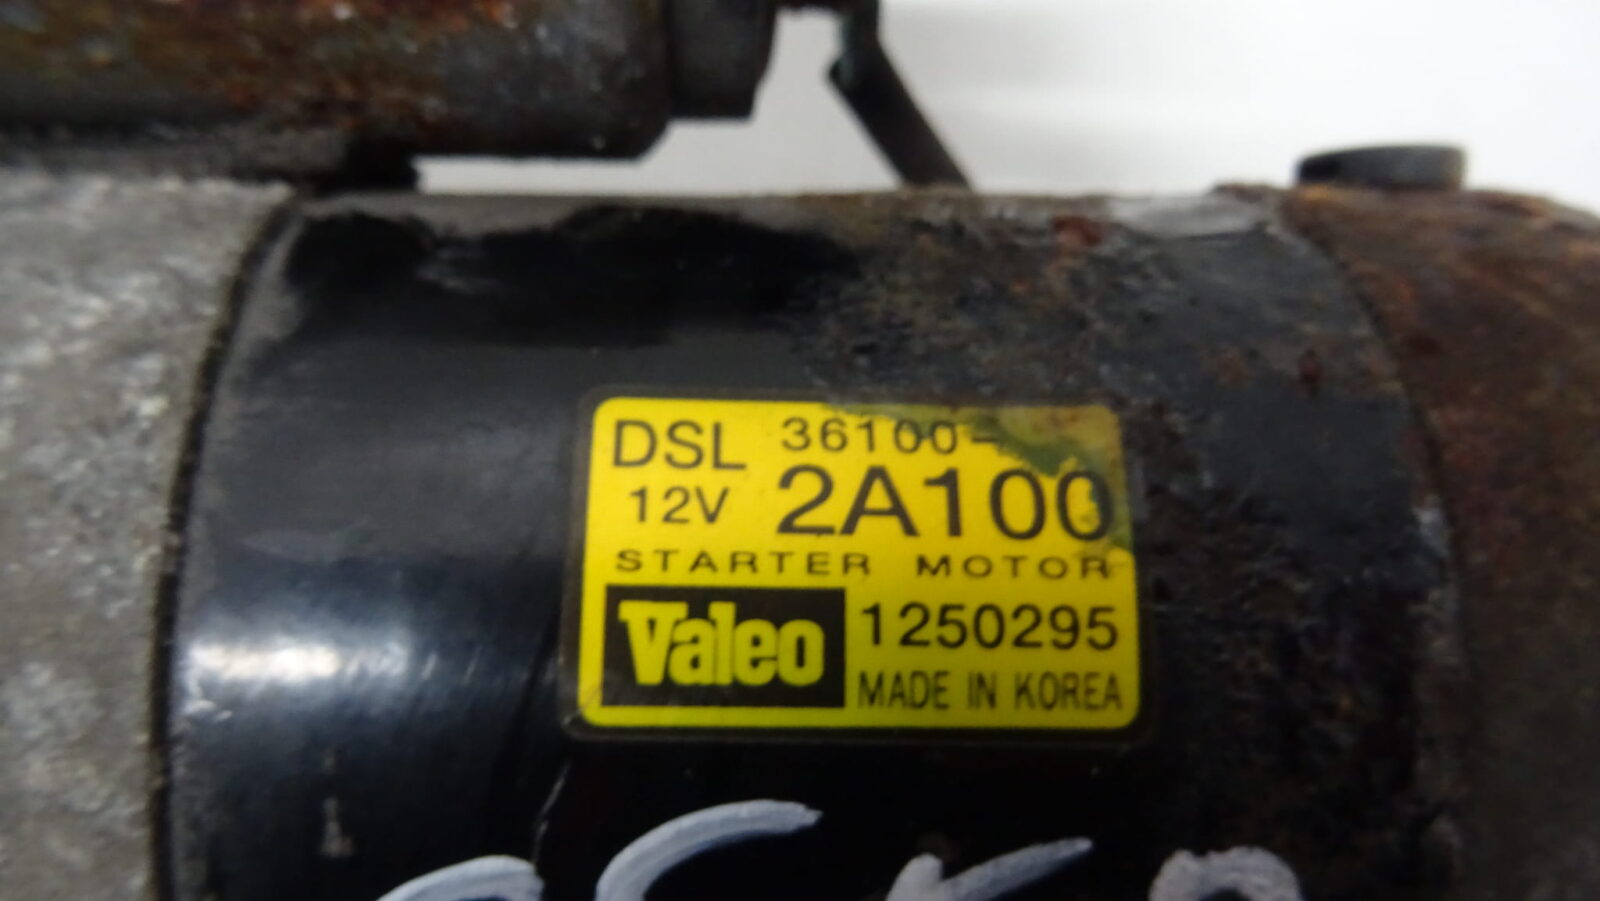 DSL 36100-
12V 2A100
STARTER MOTOR
Valeo 1250295
MADE IN KOREA